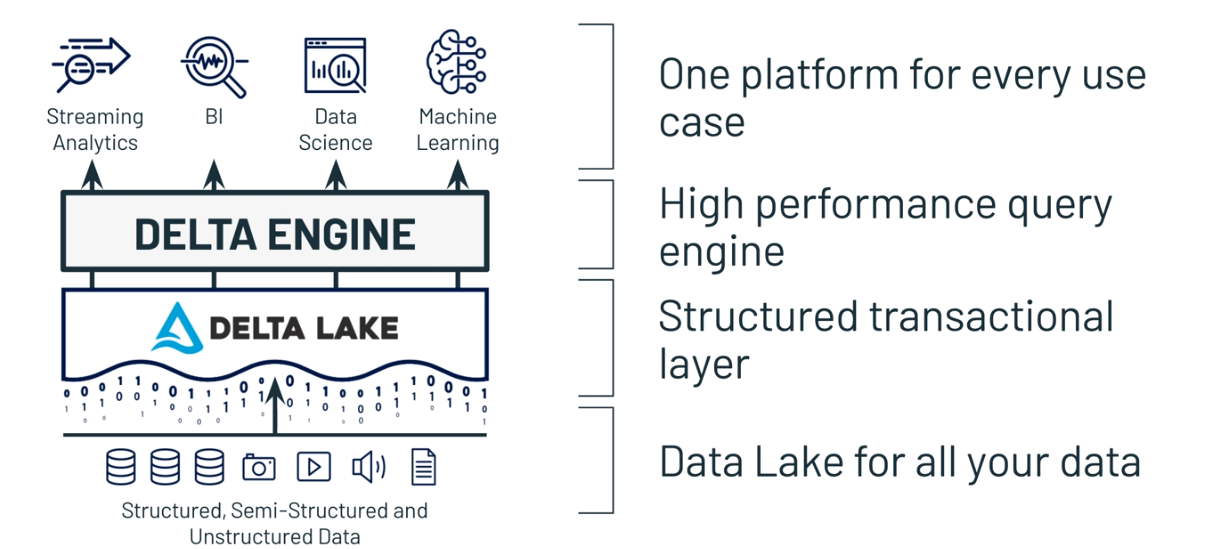 Streaming
Analytics
BI
Data
Science
Machine
Learning
One platform for every use
case
DELTA ENGINE
High performance query
engine
DELTA LAKE
Structured transactional
layer
Structured, Semi-Structured and
Unstructured Data
Data Lake for all your data